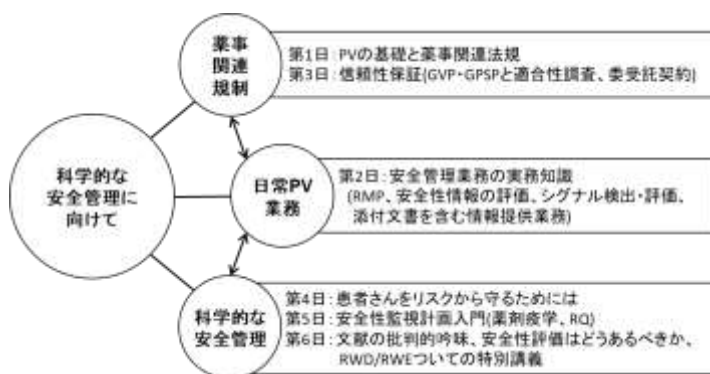 薬事
関連
規制
第1日：PVの基礎と薬事関連法規
第3日：信頼性保証(GVP・GPSPと適合性調査、委受託契約)
科学的な
安全管理に
向けて
日常PV
業務
第2日：安全管理業務の実務知識
(RMP、安全性情報の評価、シグナル検出・評価、
添付文書を含む情報提供業務)
科学的な
安全管理
第4日：患者さんをリスクから守るためには
第5日：安全性監視計画入門(薬剤疫学、RQ)
第6日：文献の批判的吟味、安全性評価はどうあるべきか、
RWD/RWEついての特別講義